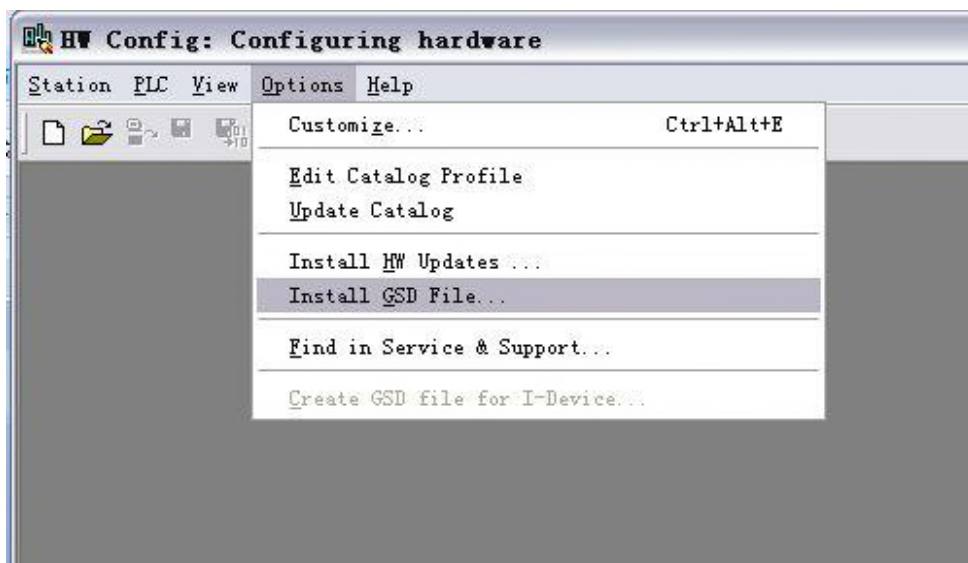 HW Config: Configuring hardware
Station PLC View Options Help
Customize... Ctrl+Alt+E
Edit Catalog Profile
Update Catalog
Install HW Updates ...
Install GSD File...
Find in Service & Support...
Create GSD file for I-Device...